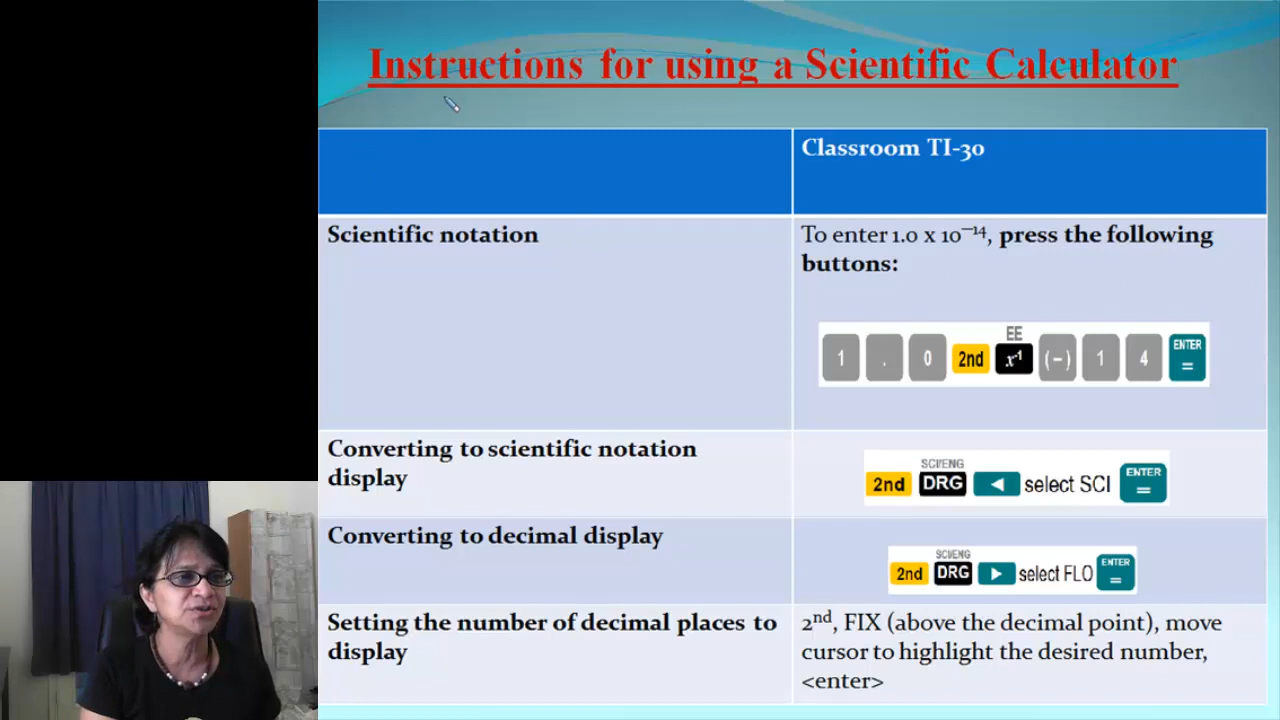 Instructions for using a Scientific Calculator
Classroom TI-30
Scientific notation
To enter 1.0 x 10⁻¹⁴, press the following
buttons:
EE
1 . 0 2nd x⁻¹ (−) 1 4 ENTER =
Converting to scientific notation
display
SCI/ENG
2nd DRG ◄ select SCI ENTER =
Converting to decimal display
SCI/ENG
2nd DRG ► select FLO ENTER =
Setting the number of decimal places to
display
2ⁿᵈ, FIX (above the decimal point), move
cursor to highlight the desired number,
<enter>